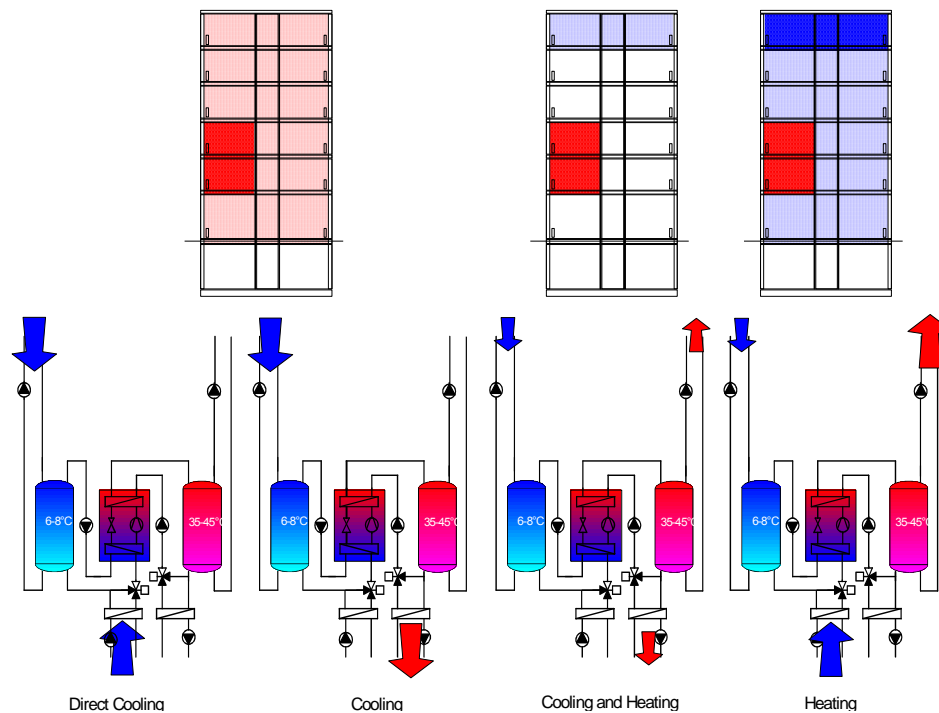 6-8°C
35-45°C
6-8°C
35-45°C
6-8°C
35-45°C
6-8°C
35-45°C
Direct Cooling
Cooling
Cooling and Heating
Heating